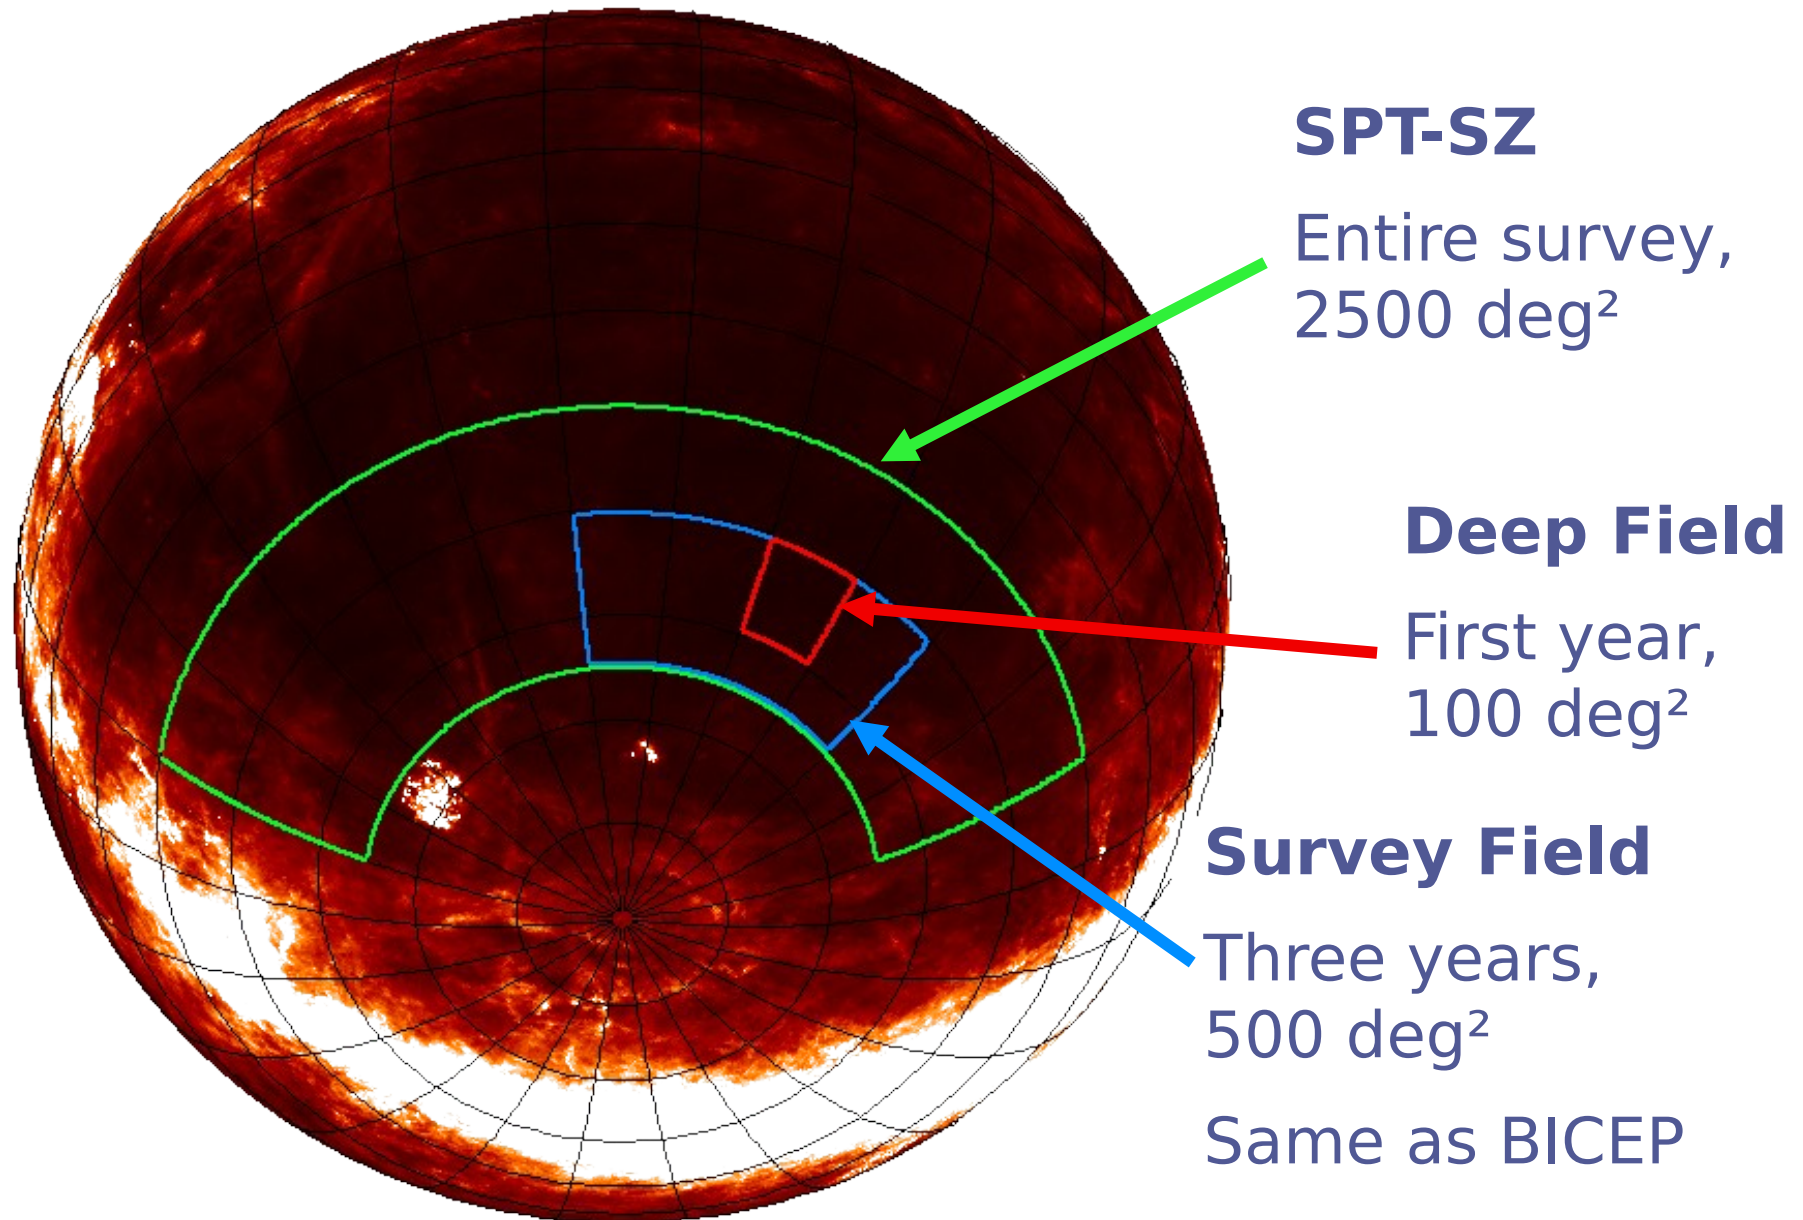 SPT-SZ
Entire survey,
2500 deg²
Deep Field
First year,
100 deg²
Survey Field
Three years,
500 deg²
Same as BICEP